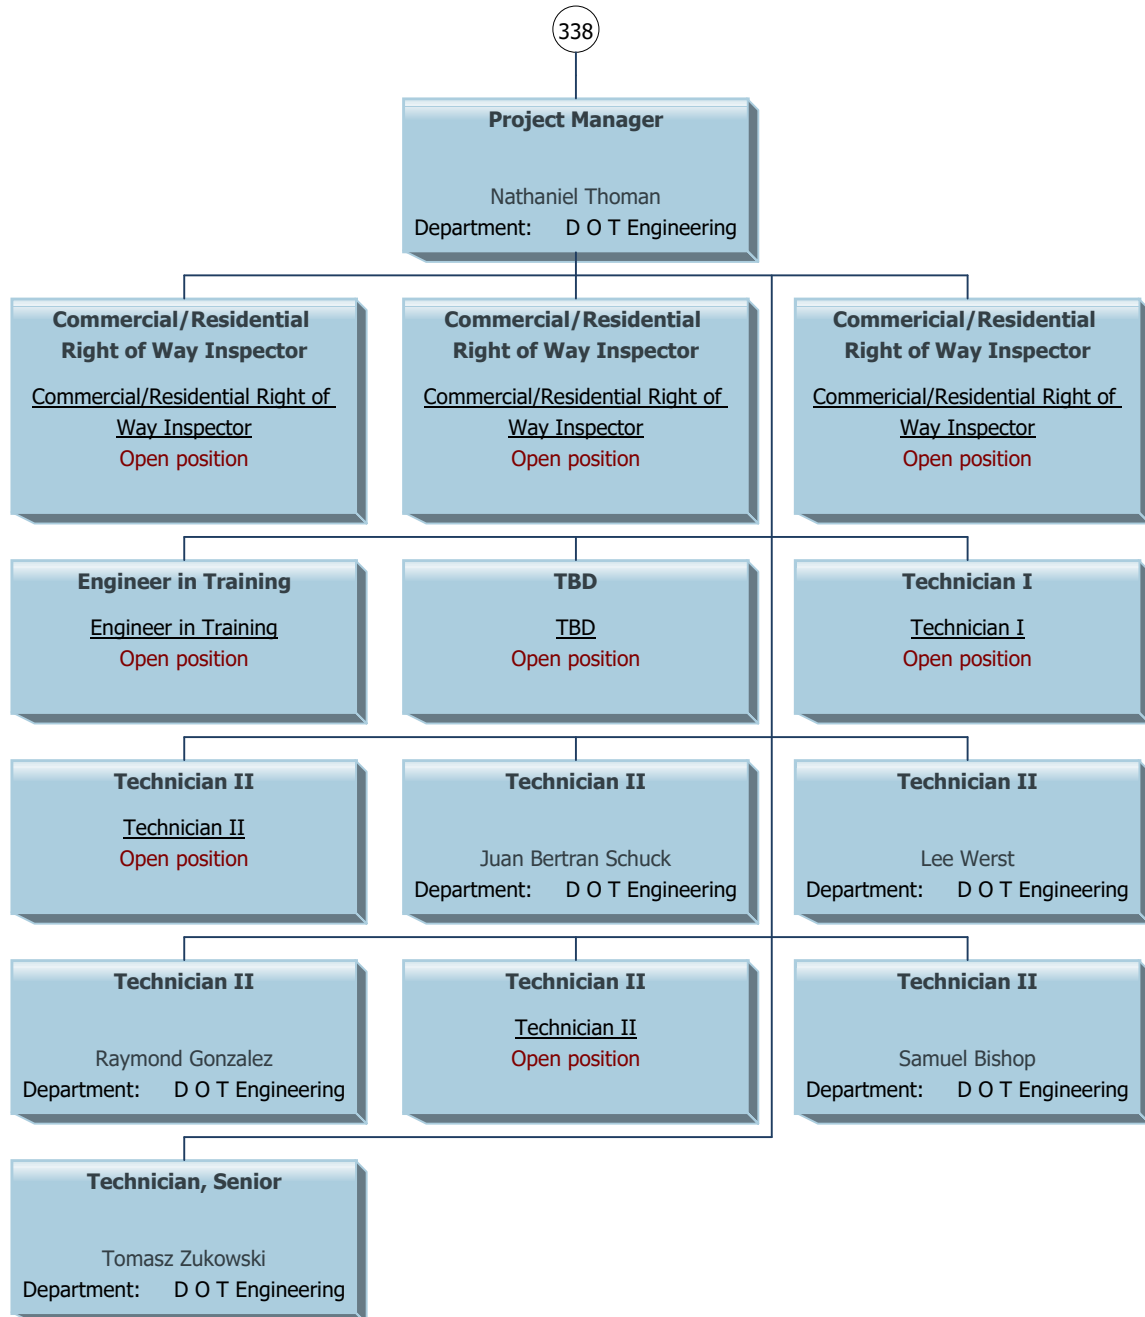 338
Project Manager
Nathaniel Thoman
Department: D O T Engineering
Commercial/Residential
Right of Way Inspector
Commercial/Residential Right of
Way Inspector
Open position
Commercial/Residential
Right of Way Inspector
Commercial/Residential Right of
Way Inspector
Open position
Commericial/Residential
Right of Way Inspector
Commericial/Residential Right of
Way Inspector
Open position
Engineer in Training
Engineer in Training
Open position
TBD
TBD
Open position
Technician I
Technician I
Open position
Technician II
Technician II
Open position
Technician II
Juan Bertran Schuck
Department: D O T Engineering
Technician II
Lee Werst
Department: D O T Engineering
Technician II
Raymond Gonzalez
Department: D O T Engineering
Technician II
Technician II
Open position
Technician II
Samuel Bishop
Department: D O T Engineering
Technician, Senior
Tomasz Zukowski
Department: D O T Engineering